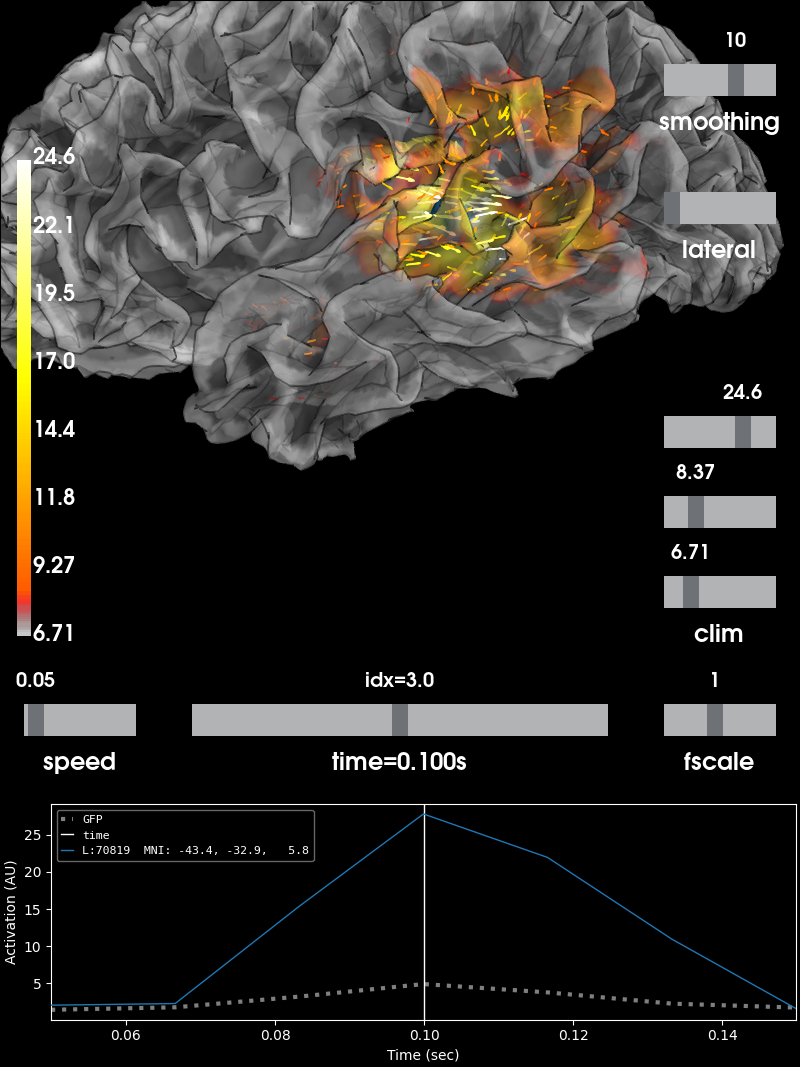 10
smoothing
lateral
24.6
22.1
19.5
17.0
14.4
11.8
9.27
6.71
24.6
8.37
6.71
clim
0.05
speed
idx=3.0
time=0.100s
1
fscale
GFP
time
L:70819 MNI: -43.4, -32.9, 5.8
Activation (AU)
25
20
15
10
5
0.06 0.08 0.10 0.12 0.14
Time (sec)